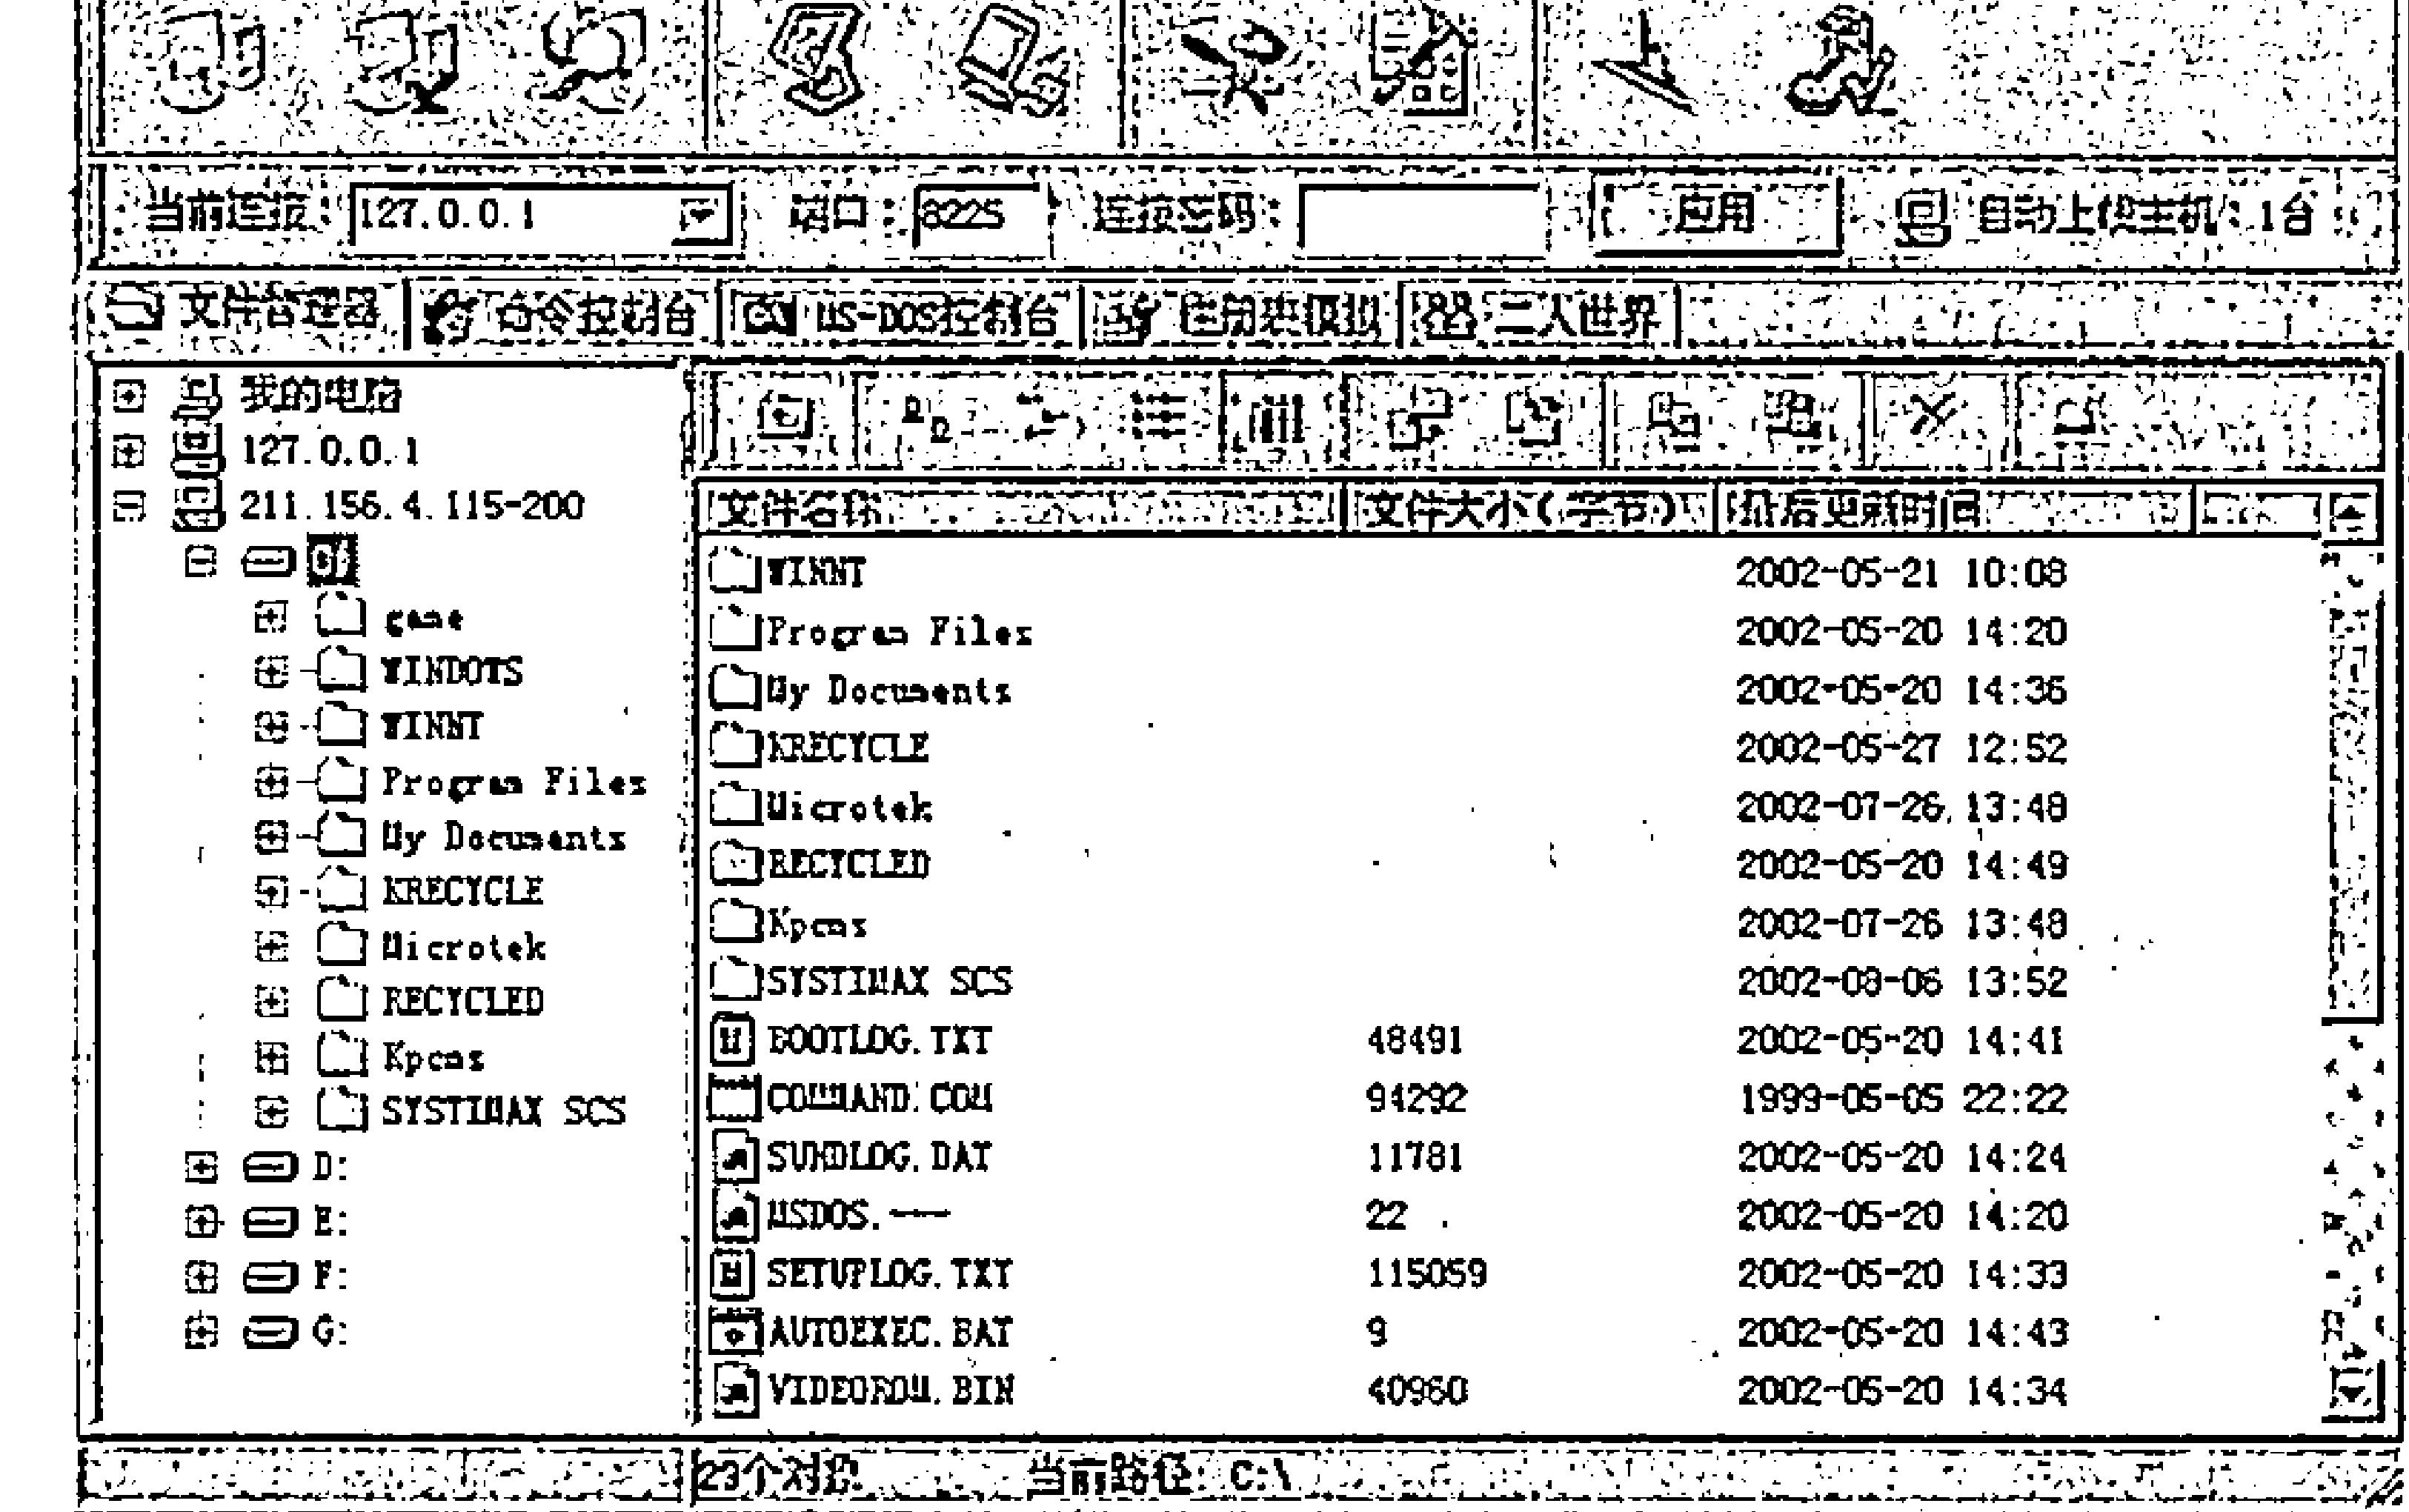 当前连接: 127.0.0.1 端口: 8225 连接密码: 应用 自动上线主机: 1台
文件管理器 命令控制台 MS-DOS控制台 注册表模拟 二人世界
我的电脑
127.0.0.1
211.156.4.115-200
C:
game
WINDOWS
WINNT
Program Files
My Documents
KRECYCLE
Microtek
RECYCLED
Kpcms
SYSTIMAX SCS
D:
E:
F:
G:
文件名称 文件大小(字节) 最后更新时间
WINNT 2002-05-21 10:08
Program Files 2002-05-20 14:20
My Documents 2002-05-20 14:36
KRECYCLE 2002-05-27 12:52
Microtek 2002-07-26 13:48
RECYCLED 2002-05-20 14:49
Kpcms 2002-07-26 13:48
SYSTIMAX SCS 2002-08-06 13:52
BOOTLOG.TXT 48491 2002-05-20 14:41
COMMAND.COM 94292 1999-05-05 22:22
SUHDLOG.DAT 11781 2002-05-20 14:24
MSDOS.--- 22 2002-05-20 14:20
SETUPLOG.TXT 115059 2002-05-20 14:33
AUTOEXEC.BAT 9 2002-05-20 14:43
VIDEOROM.BIN 40960 2002-05-20 14:34
23个对象 当前路径: C:\